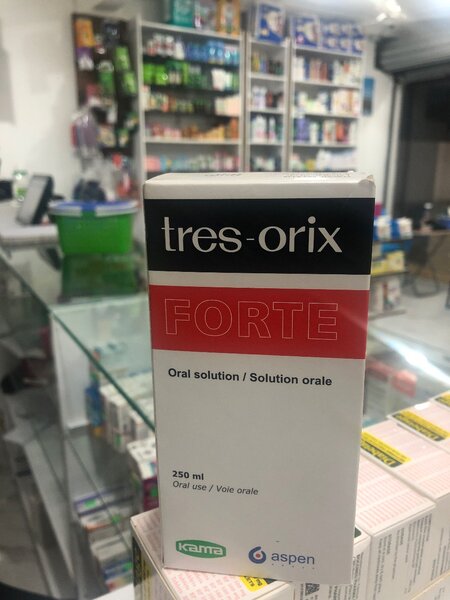 tres-orix
FORTE
Oral solution / Solution orale
250 ml
Oral use / Voie orale
Kama
aspen